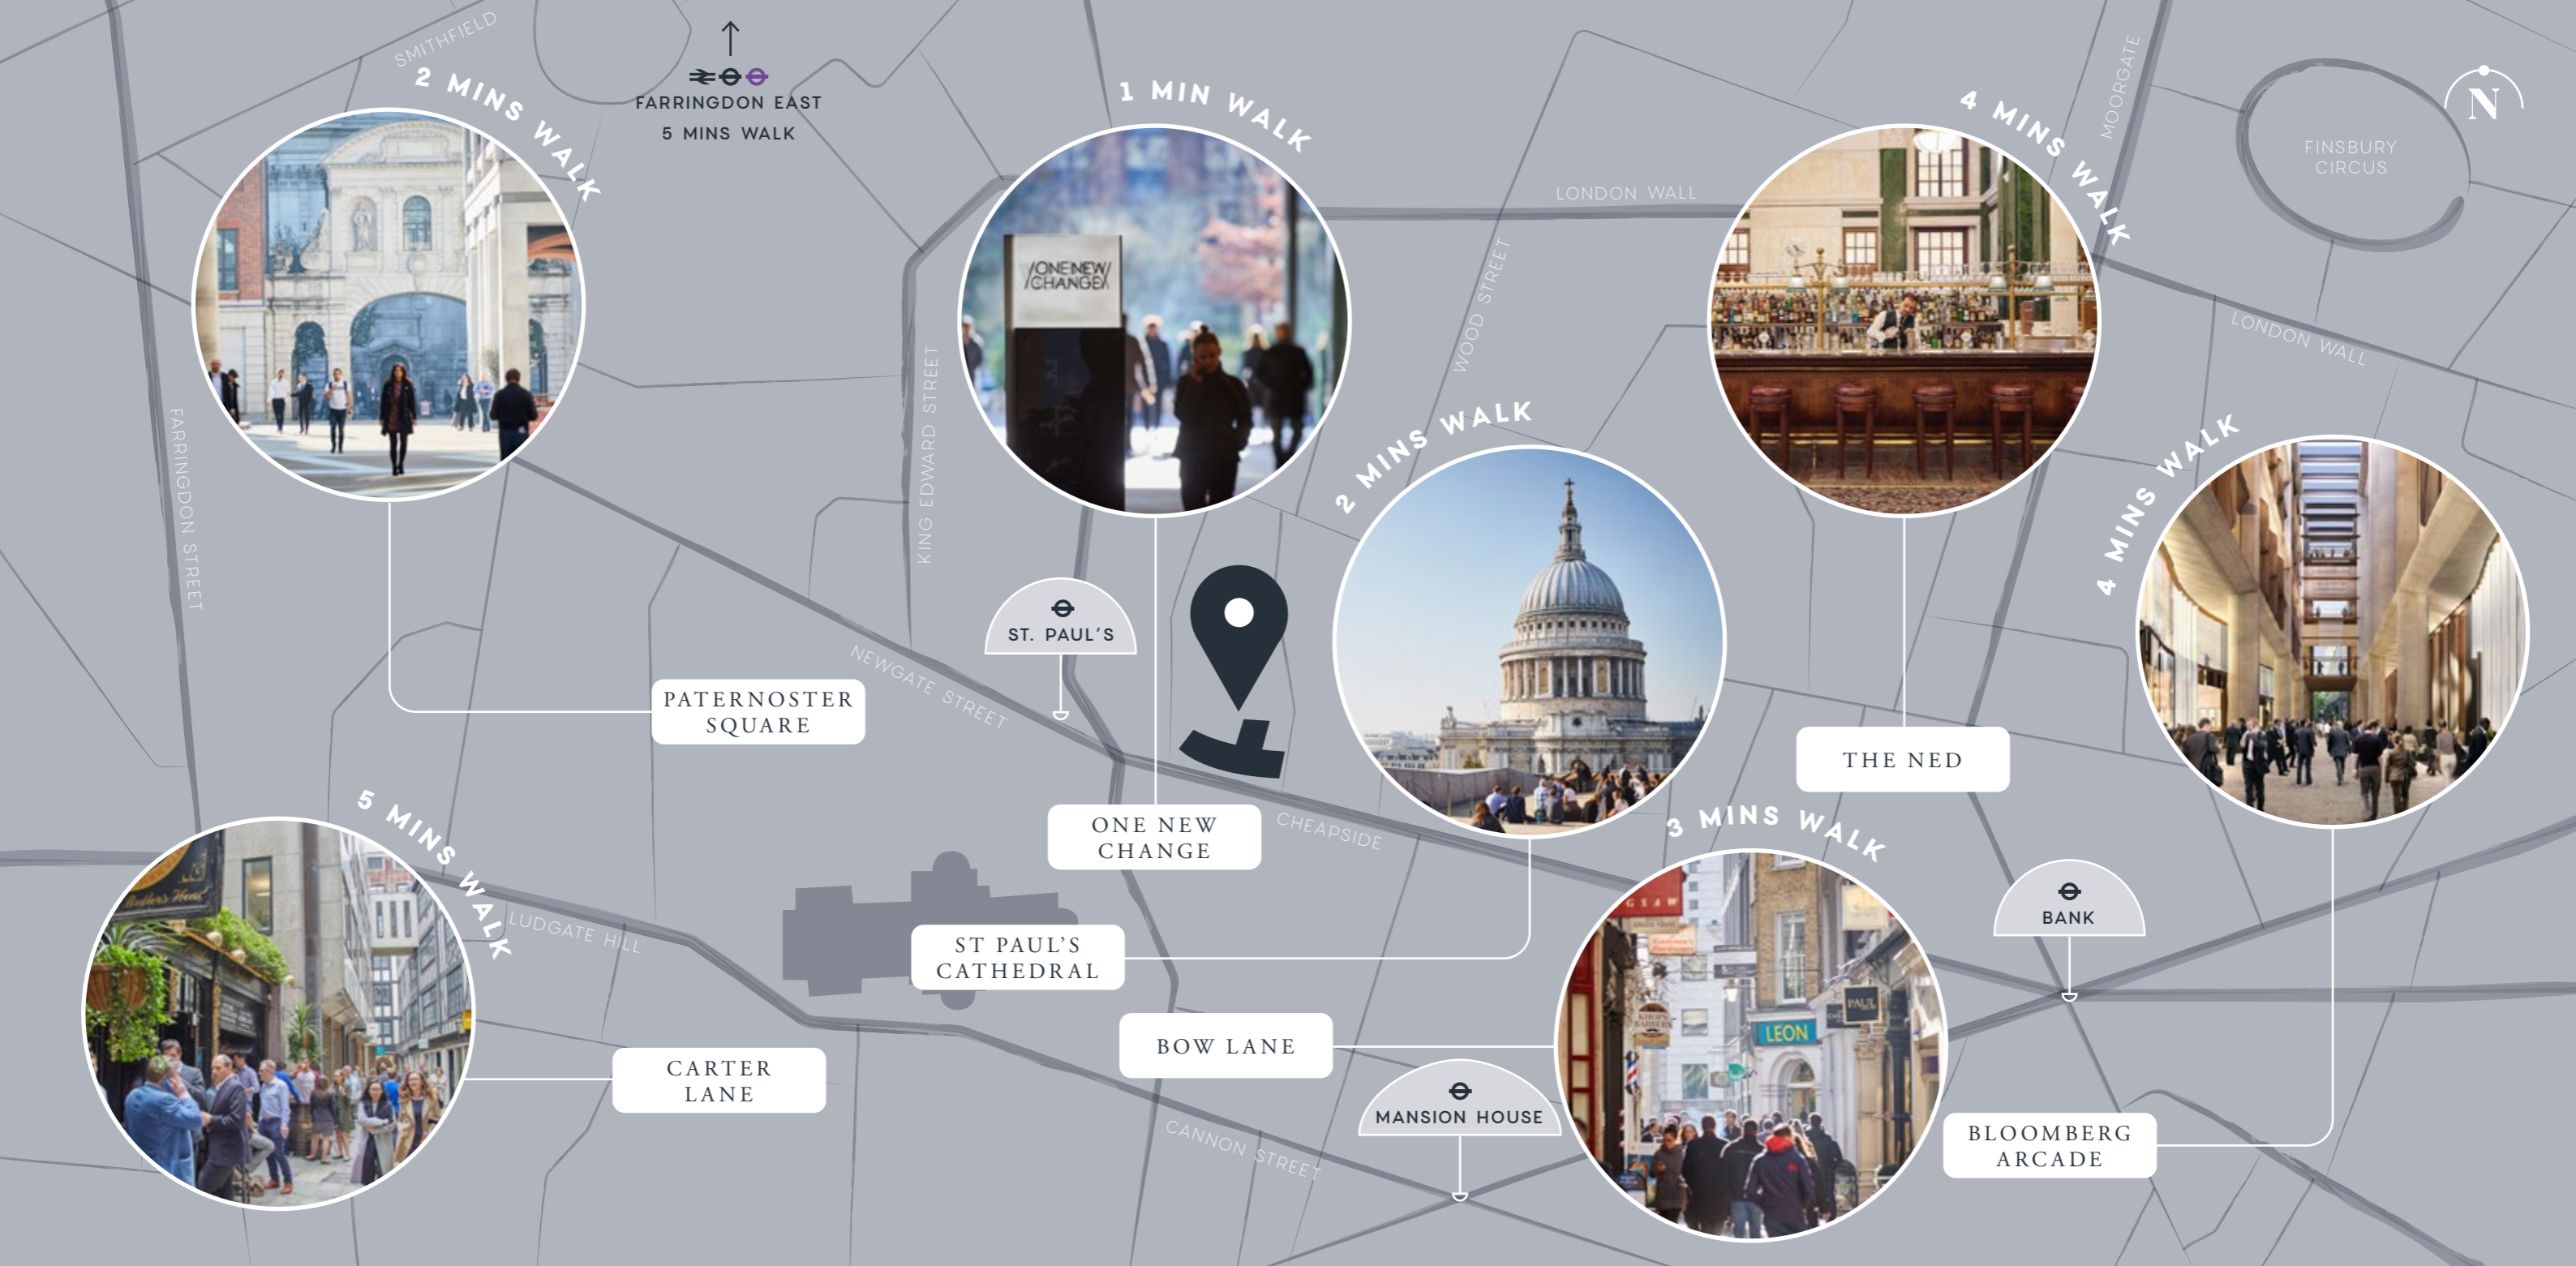 SMITHFIELD
2 MINS WALK
FARRINGDON EAST
5 MINS WALK
1 MIN WALK
/ONE NEW/
/CHANGE/
LONDON WALL
4 MINS WALK
MOORGATE
FINSBURY
CIRCUS
N
WOOD STREET
LONDON WALL
FARRINGDON STREET
KING EDWARD STREET
2 MINS WALK
4 MINS WALK
ST. PAUL'S
NEWGATE STREET
PATERNOSTER
SQUARE
THE NED
ONE NEW
CHANGE
CHEAPSIDE
5 MINS WALK
LUDGATE HILL
3 MINS WALK
BANK
ST PAUL'S
CATHEDRAL
BOW LANE
LEON
PAUL
CARTER
LANE
MANSION HOUSE
CANNON STREET
BLOOMBERG
ARCADE